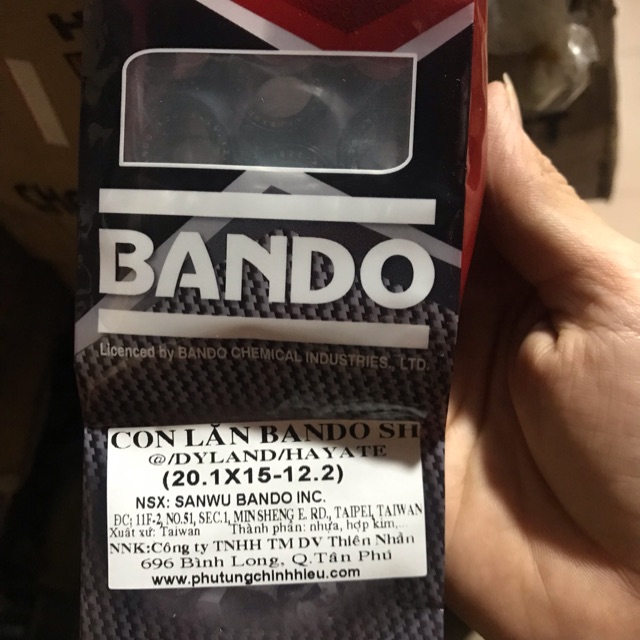 BANDO
Licenced by BANDO CHEMICAL INDUSTRIES., LTD.
CON LĂN BANDO SH
@/DYLAND/HAYATE
(20.1X15-12.2)
NSX: SANWU BANDO INC.
ĐC; 11F-2, NO.51, SEC.1, MIN SHENG E. RD., TAIPEI, TAIWAN
Xuất xứ: Taiwan Thành phần: nhựa, hợp kim,...
NNK:Công ty TNHH TM DV Thiên Nhẫn
696 Bình Long, Q.Tân Phú
www.phutungchinhhieu.com